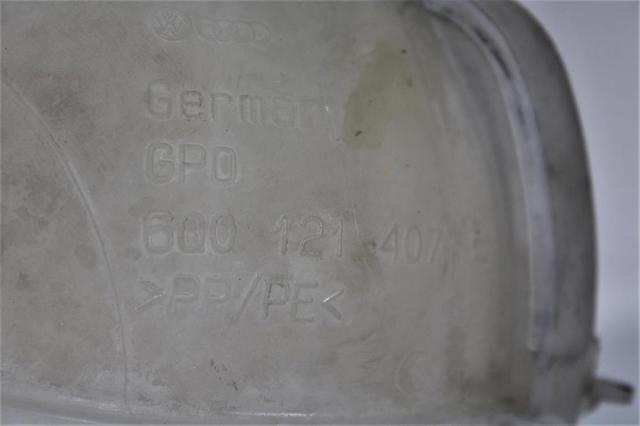 Germany
GPO
6Q0 121 407 E
>PP/PE<